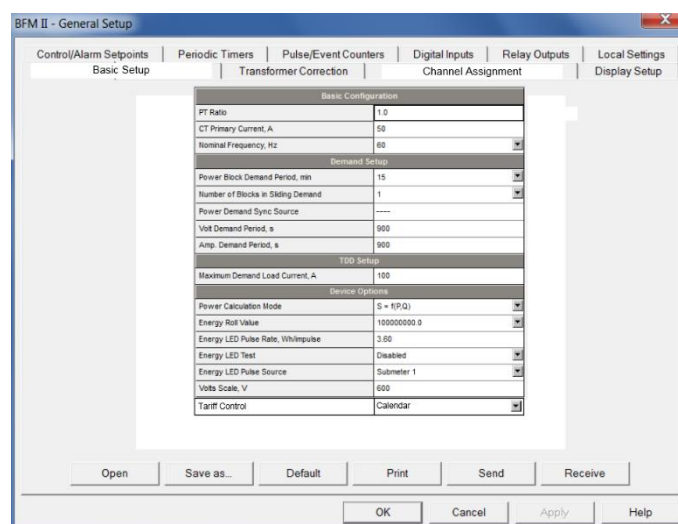 BFM II - General Setup
Control/Alarm Setpoints Periodic Timers Pulse/Event Counters Digital Inputs Relay Outputs Local Settings
Basic Setup Transformer Correction Channel Assignment Display Setup
Basic Configuration
PT Ratio 1.0
CT Primary Current, A 50
Nominal Frequency, Hz 60
Demand Setup
Power Block Demand Period, min 15
Number of Blocks in Sliding Demand 1
Power Demand Sync Source ----
Volt Demand Period, s 900
Amp. Demand Period, s 900
TDD Setup
Maximum Demand Load Current, A 100
Device Options
Power Calculation Mode S = f(P,Q)
Energy Roll Value 100000000.0
Energy LED Pulse Rate, Wh/impulse 3.60
Energy LED Test Disabled
Energy LED Pulse Source Submeter 1
Volts Scale, V 600
Tariff Control Calendar
Open Save as... Default Print Send Receive
OK Cancel Apply Help